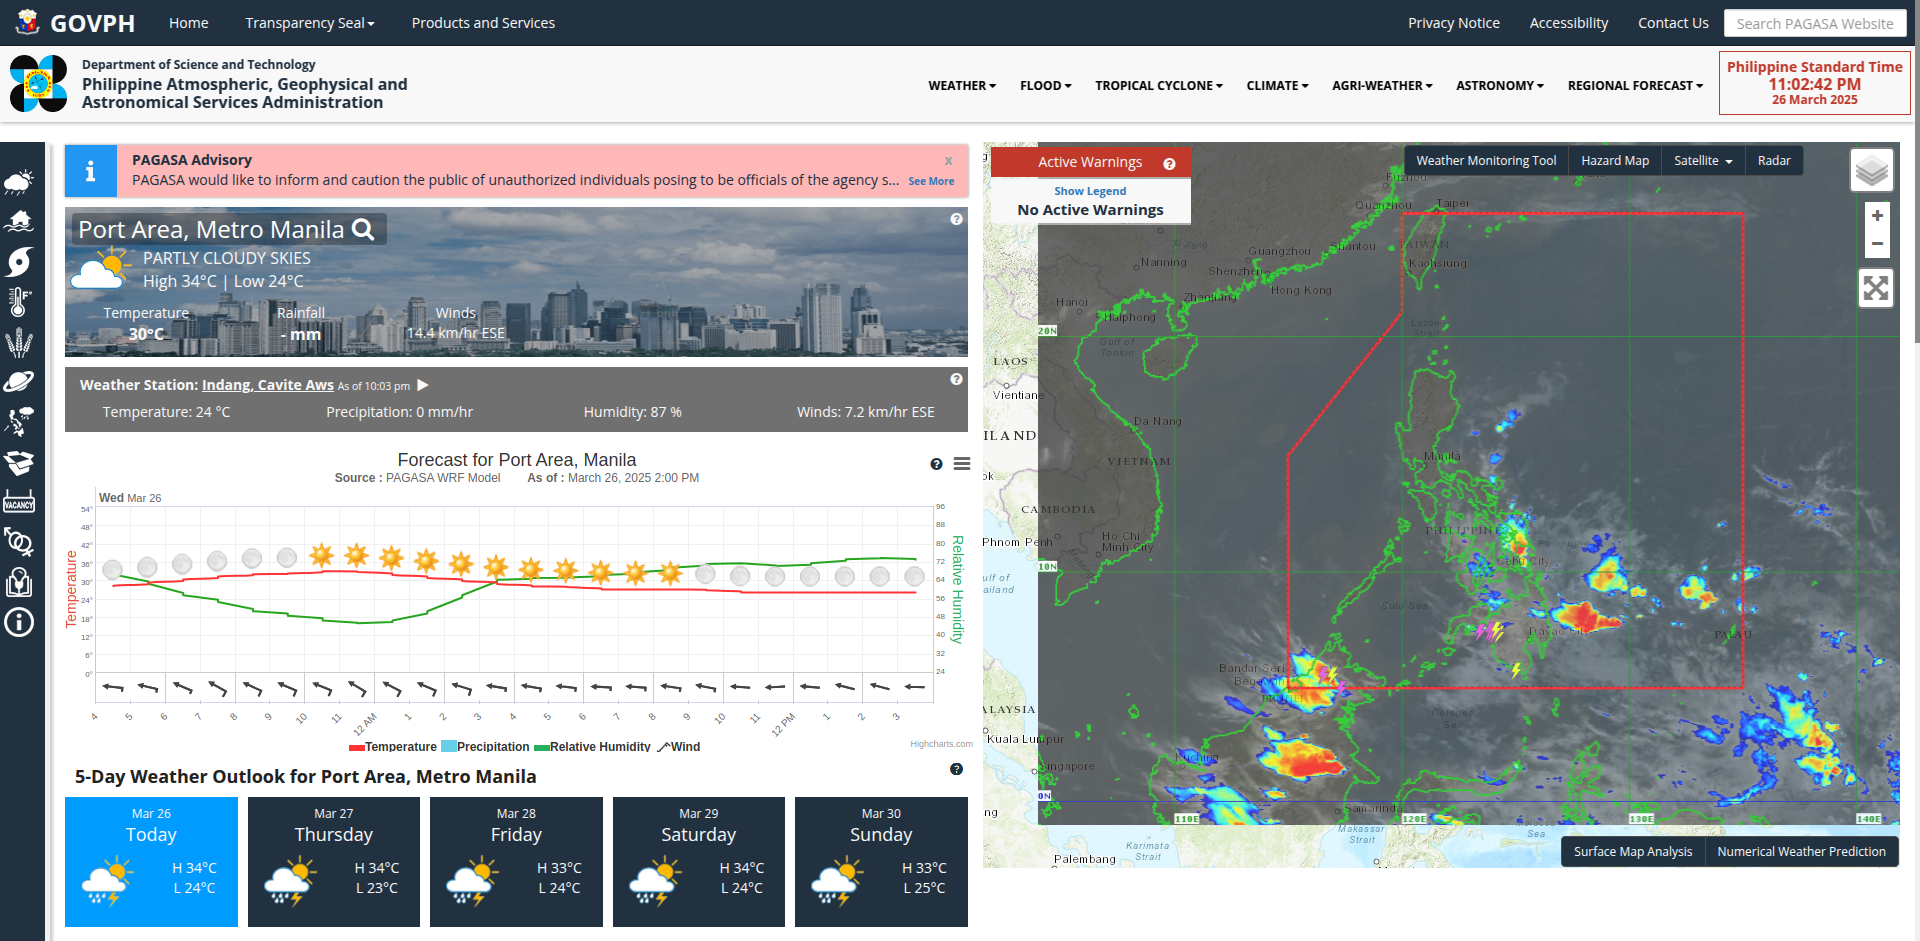 GOVPH
Home
Transparency Seal
Products and Services
Privacy Notice
Accessibility
Contact Us
Search PAGASA Website
Department of Science and Technology
Philippine Atmospheric, Geophysical and
Astronomical Services Administration
WEATHER
FLOOD
TROPICAL CYCLONE
CLIMATE
AGRI-WEATHER
ASTRONOMY
REGIONAL FORECAST
Philippine Standard Time
11:02:42 PM
26 March 2025
PAGASA Advisory
x
PAGASA would like to inform and caution the public of unauthorized individuals posing to be officials of the agency s...
See More
Port Area, Metro Manila
PARTLY CLOUDY SKIES
High 34°C | Low 24°C
Temperature
Rainfall
Winds
30°C
- mm
14.4 km/hr ESE
Weather Station: Indang, Cavite Aws As of 10:03 pm
Temperature: 24 °C
Precipitation: 0 mm/hr
Humidity: 87 %
Winds: 7.2 km/hr ESE
VACANCY
Forecast for Port Area, Manila
Source : PAGASA WRF Model As of : March 26, 2025 2:00 PM
Wed Mar 26
Temperature
54°
48°
42°
36°
30°
24°
18°
12°
6°
0°
96
88
80
72
64
56
48
40
32
24
Relative Humidity
4 5 6 7 8 9 10 11 12 AM 1 2 3 4 5 6 7 8 9 10 11 12 PM 1 2 3
Temperature Precipitation Relative Humidity Wind
Highcharts.com
5-Day Weather Outlook for Port Area, Metro Manila
Mar 26
Today
H 34°C
L 24°C
Mar 27
Thursday
H 34°C
L 23°C
Mar 28
Friday
H 33°C
L 24°C
Mar 29
Saturday
H 34°C
L 24°C
Mar 30
Sunday
H 33°C
L 25°C
Active Warnings
Show Legend
No Active Warnings
Weather Monitoring Tool
Hazard Map
Satellite
Radar
+
−
Fuzhou
Quanzhou
Taipei
TAIWAN
Guangzhou
Shantou
Nanning
Shenzhen
Kaohsiung
Hong Kong
Zhanjiang
Hanoi
Haiphong
20N
Luzon
Strait
Gulf of
Tonkin
LAOS
Vientiane
Da Nang
ILAND
Manila
VIETNAM
ok
CAMBODIA
PHILIPPINE
Phnom Penh
Ho Chi
Minh City
Cebu City
10N
ulf of
ailand
Sulu Sea
Davao City
PALAU
Bandar Seri
Begawan
ALAYSIA
Celebes
Sea
Kuala Lumpur
Kuching
Singapore
0N
Samarinda
ng
110E
120E
130E
140E
Makassar
Strait
Karimata
Strait
Sea
Palembang
Surface Map Analysis
Numerical Weather Prediction